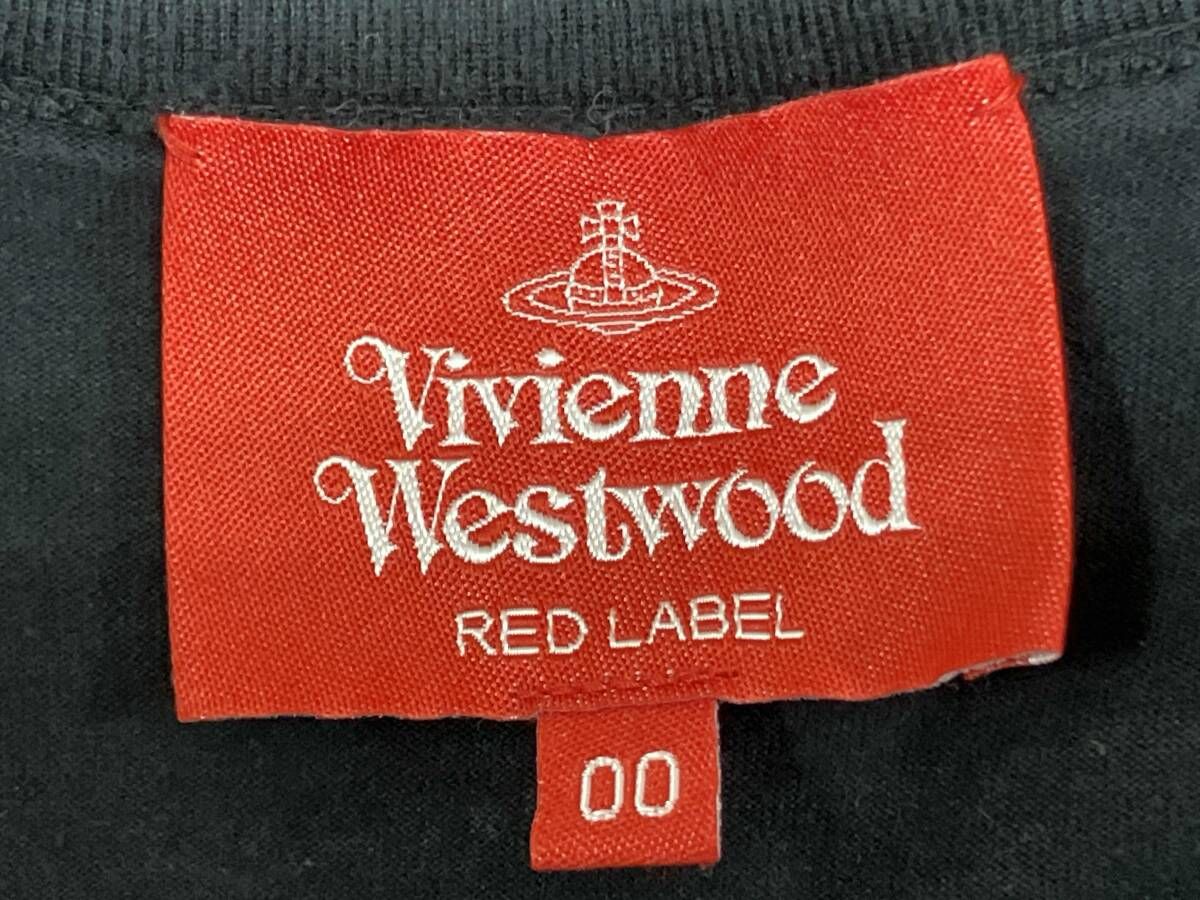 Vivienne
Westwood
RED LABEL
00